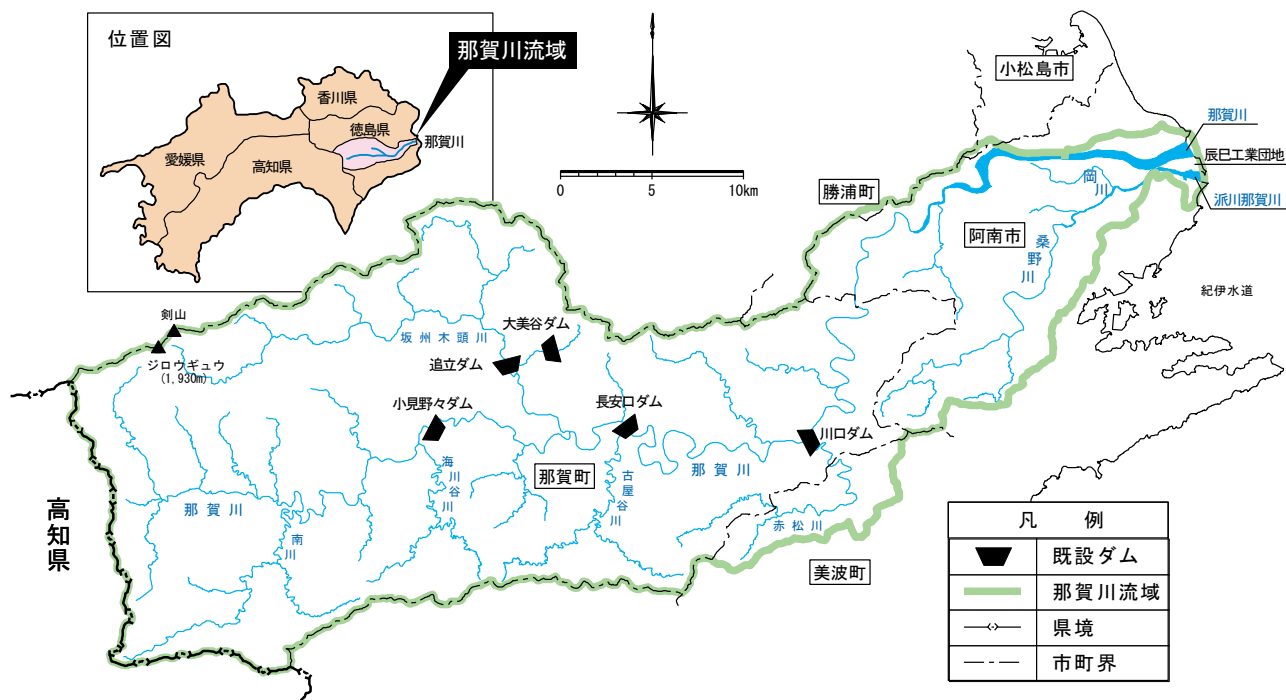 位置図
那賀川流域
香川県
徳島県
那賀川
愛媛県
高知県
0
5
10km
小松島市
那賀川
辰巳工業団地
派川那賀川
岡川
勝浦町
阿南市
桑野川
紀伊水道
剣山
ジロウギュウ
(1,930m)
坂州木頭川
大美谷ダム
追立ダム
小見野々ダム
長安口ダム
川口ダム
海川谷川
那賀町
古屋谷川
那賀川
那賀川
南川
赤松川
高知県
美波町
凡例
既設ダム
那賀川流域
県境
市町界